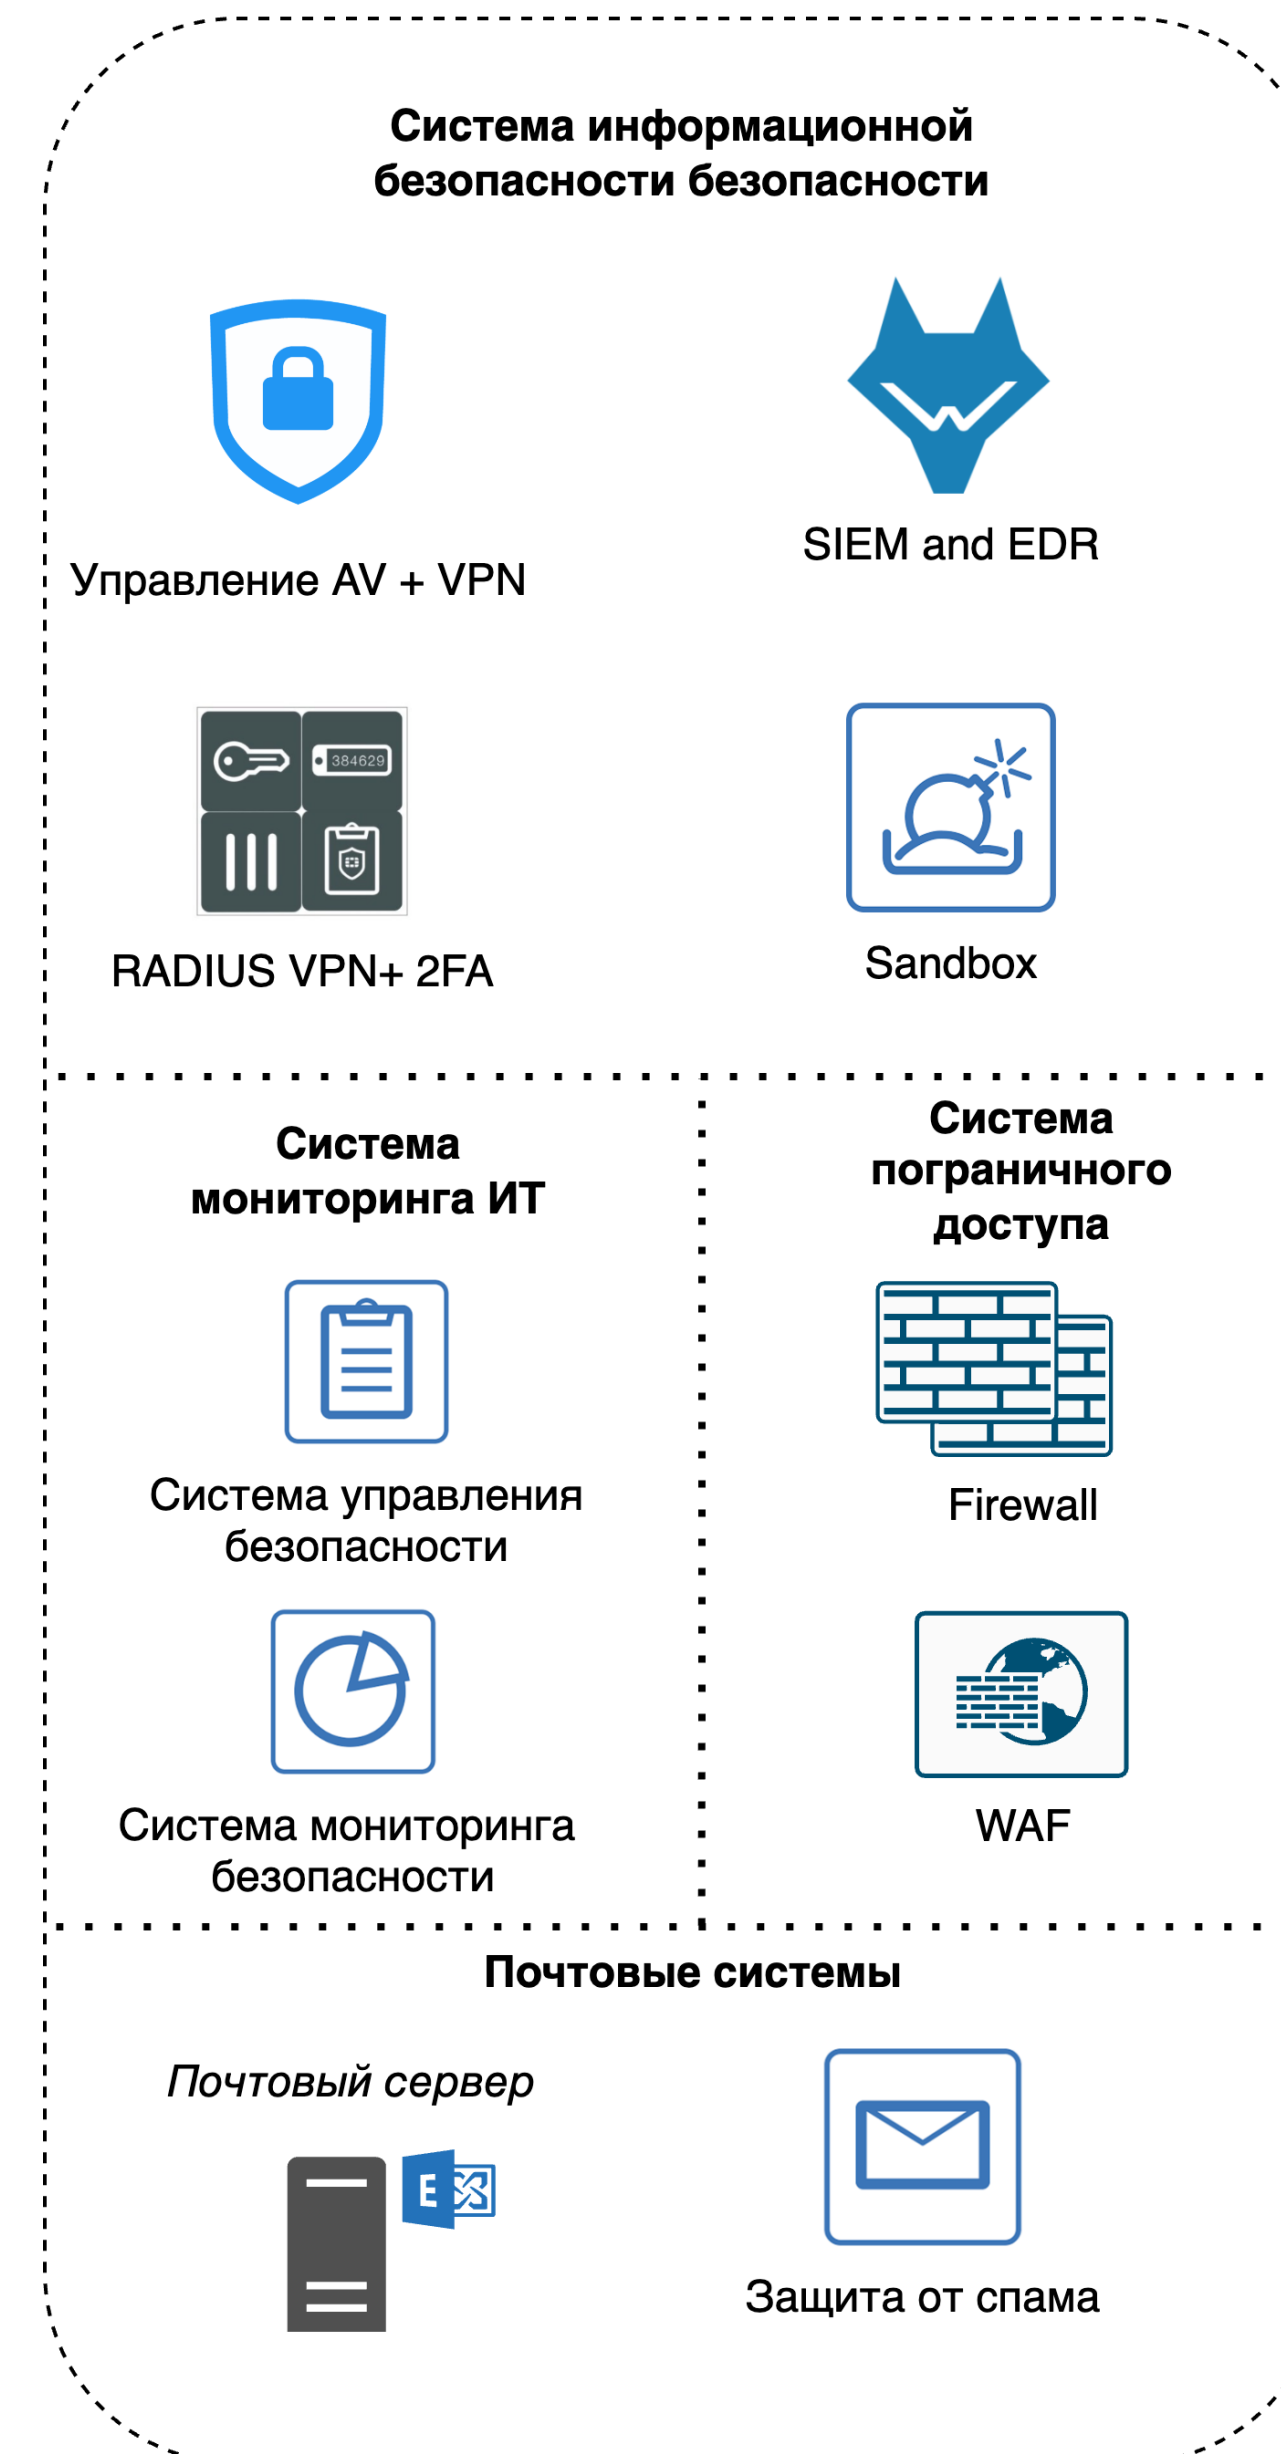 Система информационной
безопасности безопасности
Управление AV + VPN
SIEM and EDR
384629
RADIUS VPN+ 2FA
Sandbox
Система
мониторинга ИТ
Система управления
безопасности
Система мониторинга
безопасности
Система
пограничного
доступа
Firewall
WAF
Почтовые системы
Почтовый сервер
E
Защита от спама